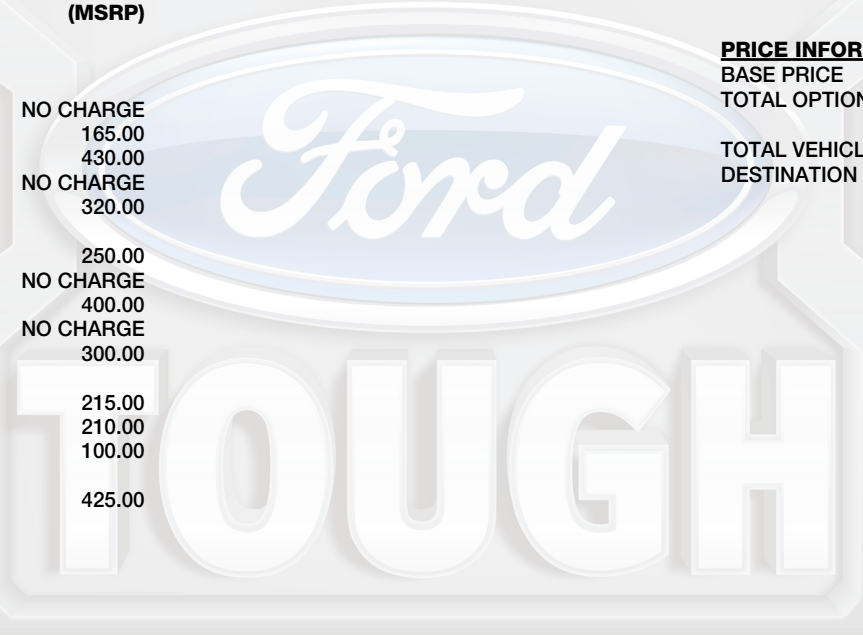 (MSRP)
NO CHARGE
165.00
430.00
NO CHARGE
320.00
250.00
NO CHARGE
400.00
NO CHARGE
300.00
215.00
210.00
100.00
425.00
PRICE INFOR
BASE PRICE
TOTAL OPTION
TOTAL VEHICL
DESTINATION
Ford
TOUGH